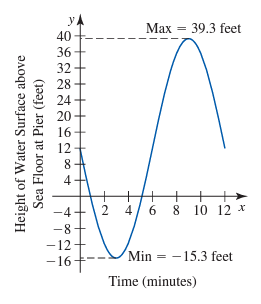 y
Max = 39.3 feet
40
36
32
28
24
20
16
12
8
4
−4
−8
−12
−16
2 4 6 8 10 12 x
Min = −15.3 feet
Time (minutes)
Height of Water Surface above
Sea Floor at Pier (feet)